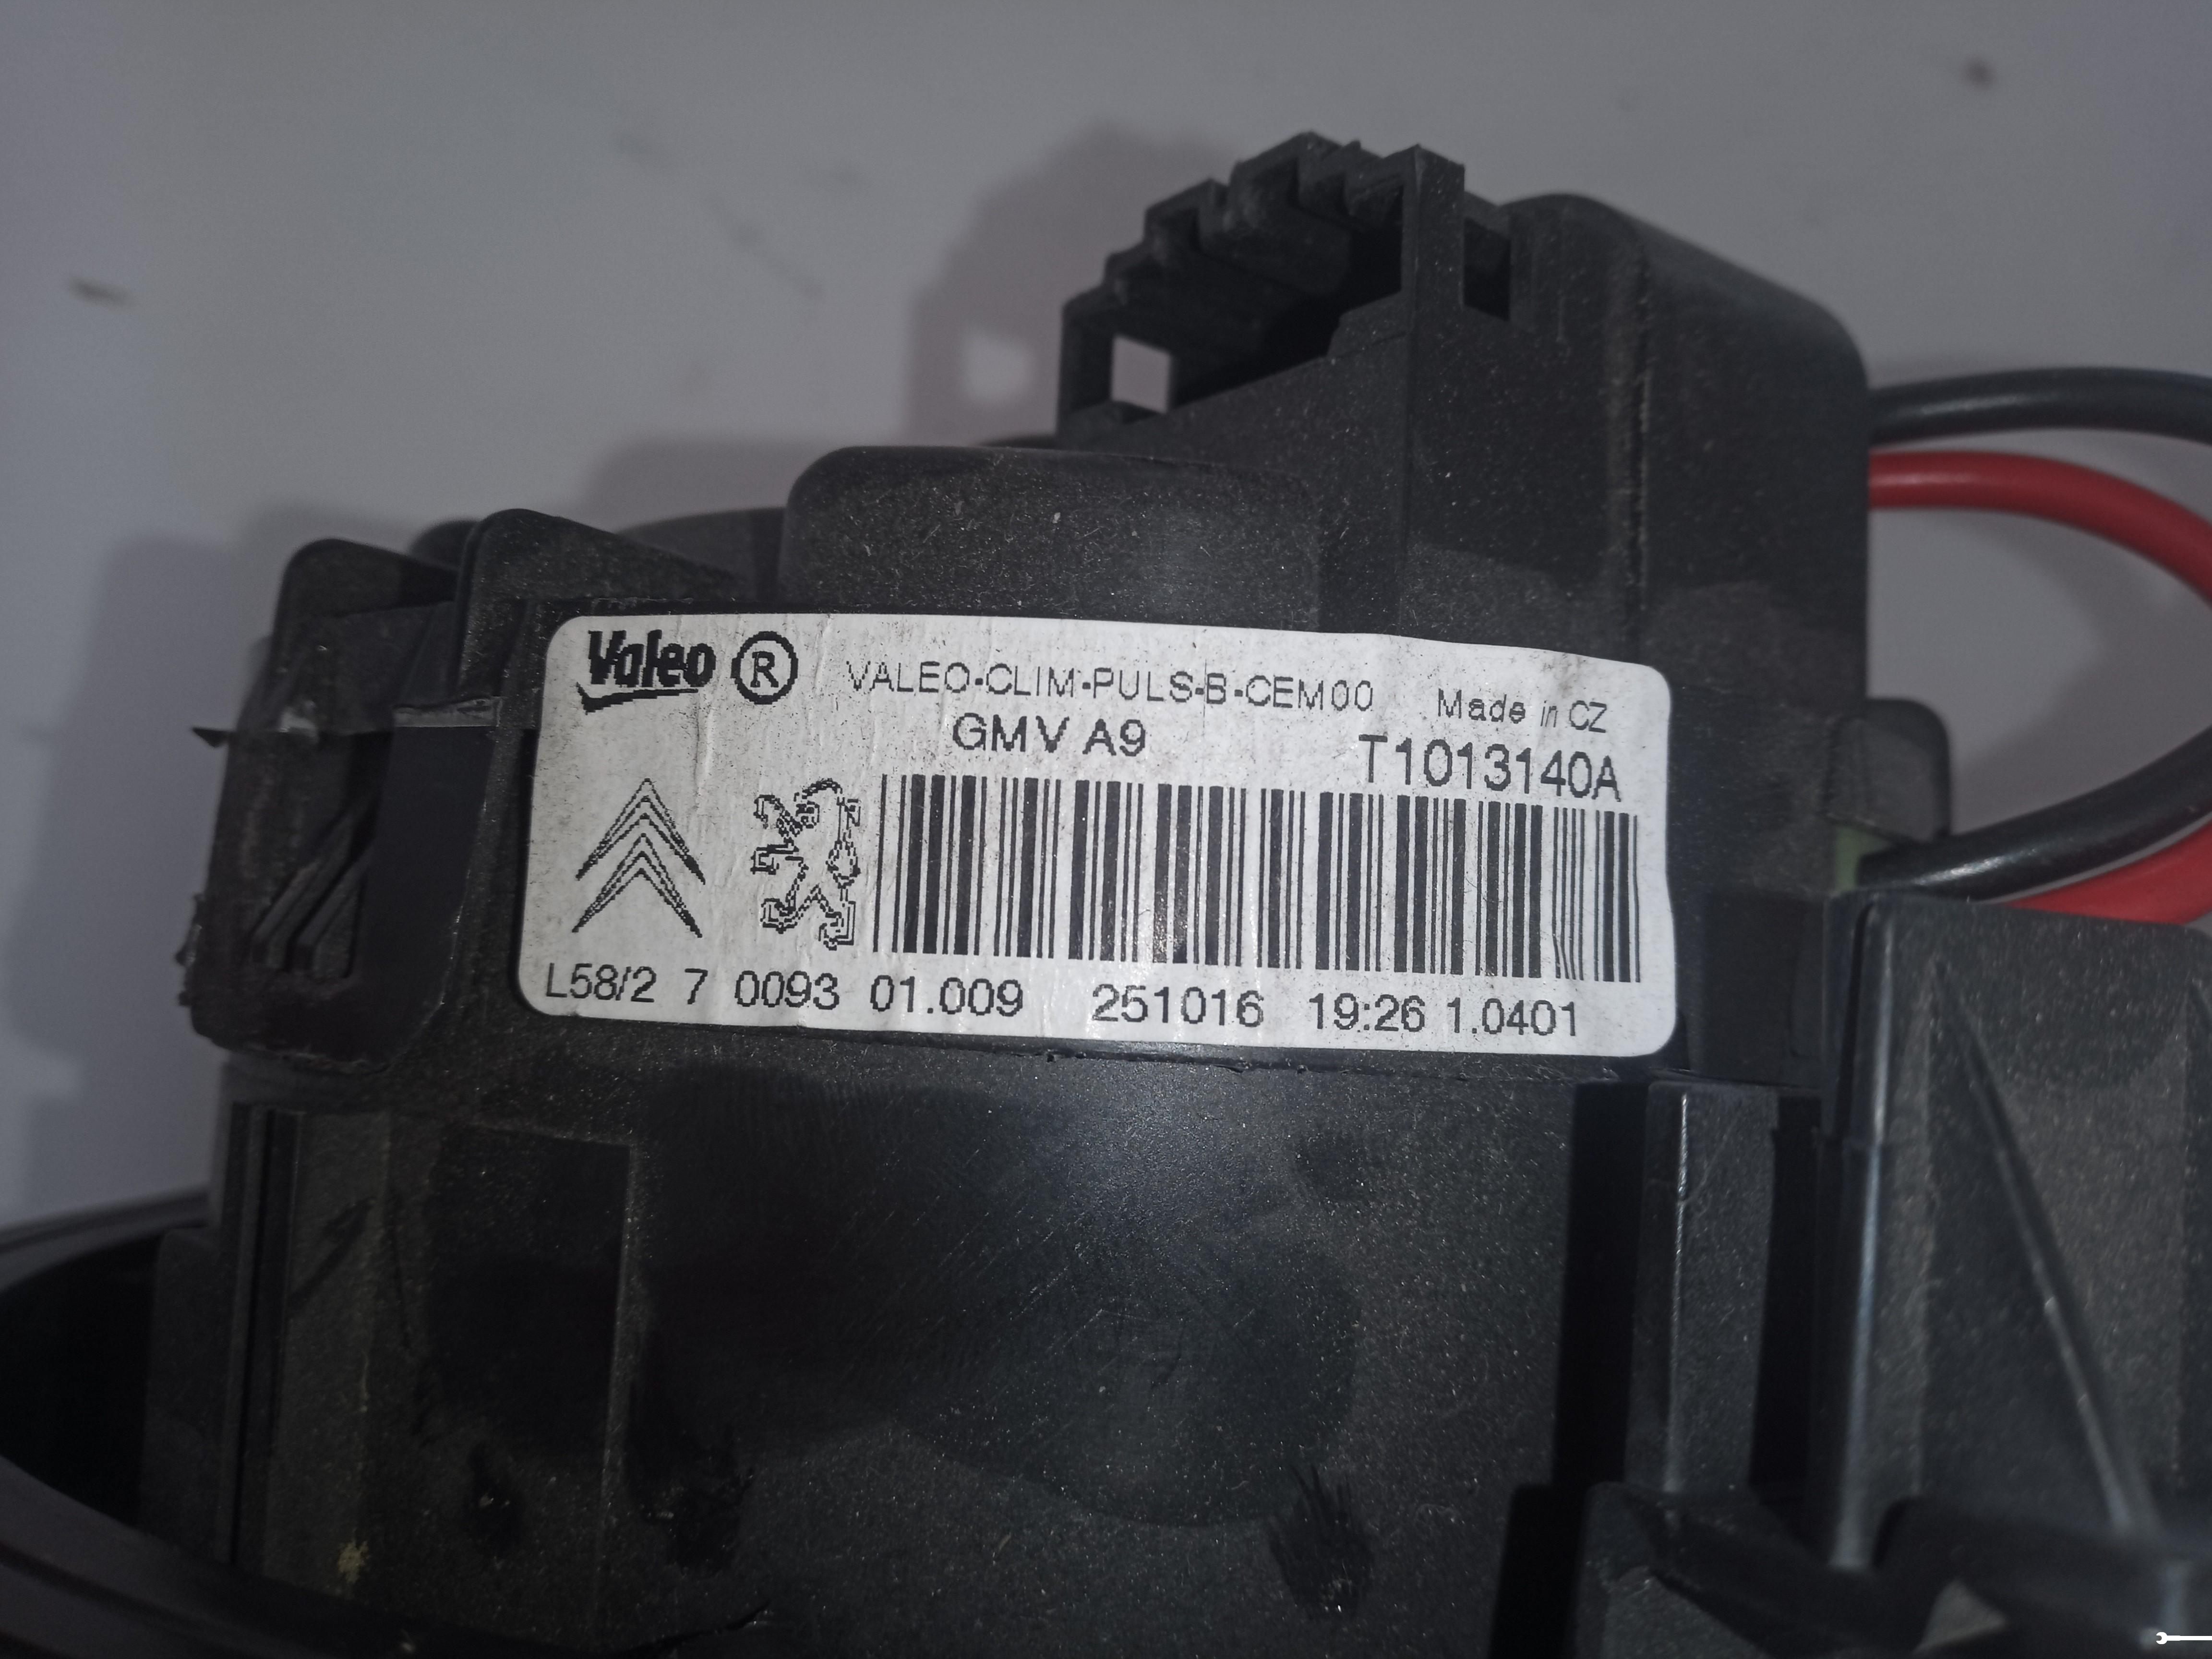 Valeo ® VALEO-CLIM-PULS-B-CEM00 Made in CZ
GMV A9 T1013140A
L58/2 7 0093 01.009 251016 19:26 1.0401